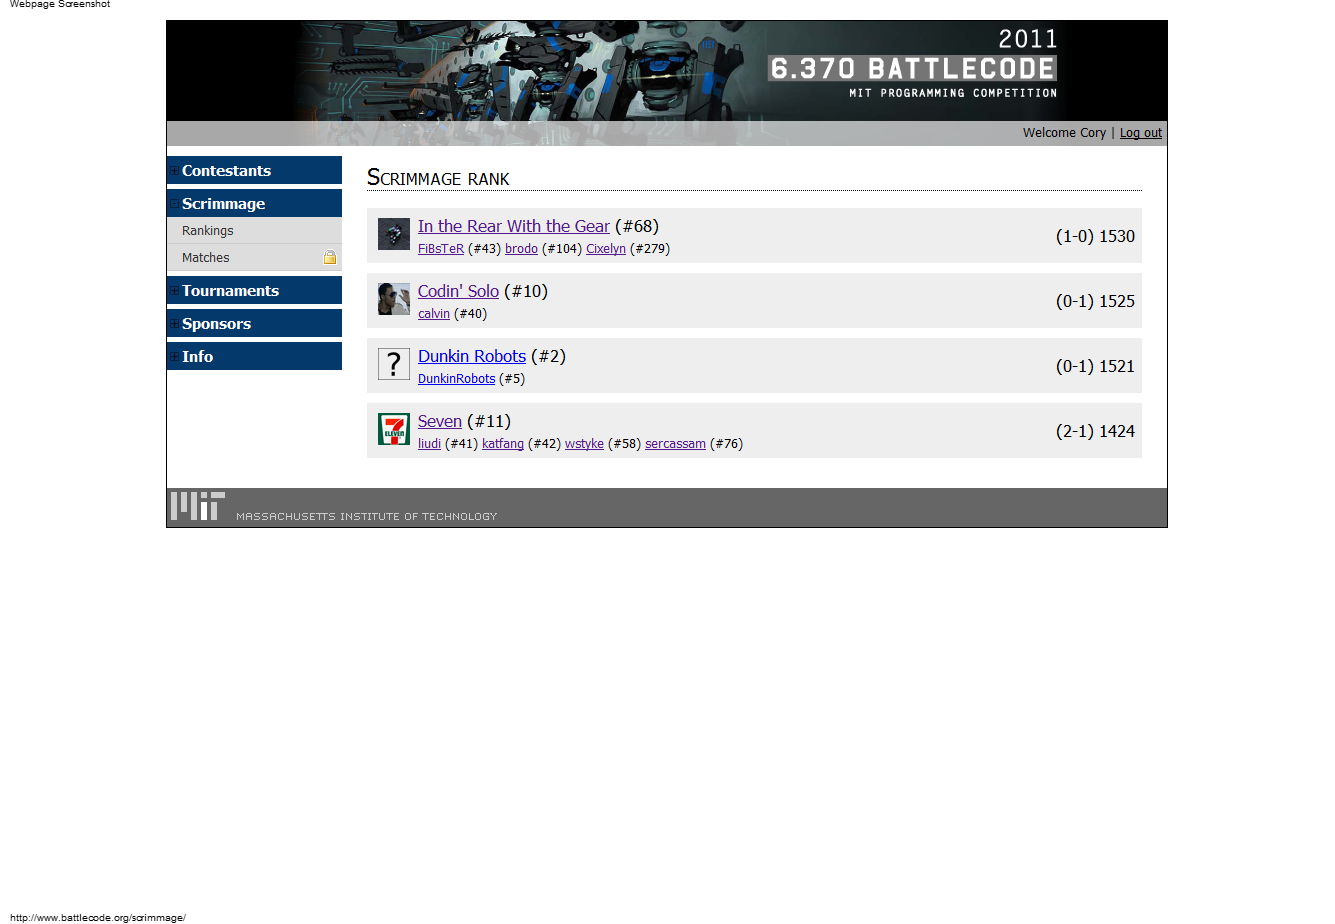 Webpage Screenshot
2011
6.370 BATTLECODE
MIT PROGRAMMING COMPETITION
Welcome Cory | Log out
Contestants
Scrimmage
Rankings
Matches
Tournaments
Sponsors
Info
SCRIMMAGE RANK
In the Rear With the Gear (#68)
FiBsTeR (#43) brodo (#104) Cixelyn (#279)
(1-0) 1530
Codin' Solo (#10)
calvin (#40)
(0-1) 1525
?
Dunkin Robots (#2)
DunkinRobots (#5)
(0-1) 1521
7
ELEVEN
Seven (#11)
liudi (#41) katfang (#42) wstyke (#58) sercassam (#76)
(2-1) 1424
MIT
MASSACHUSETTS INSTITUTE OF TECHNOLOGY
http://www.battlecode.org/scrimmage/